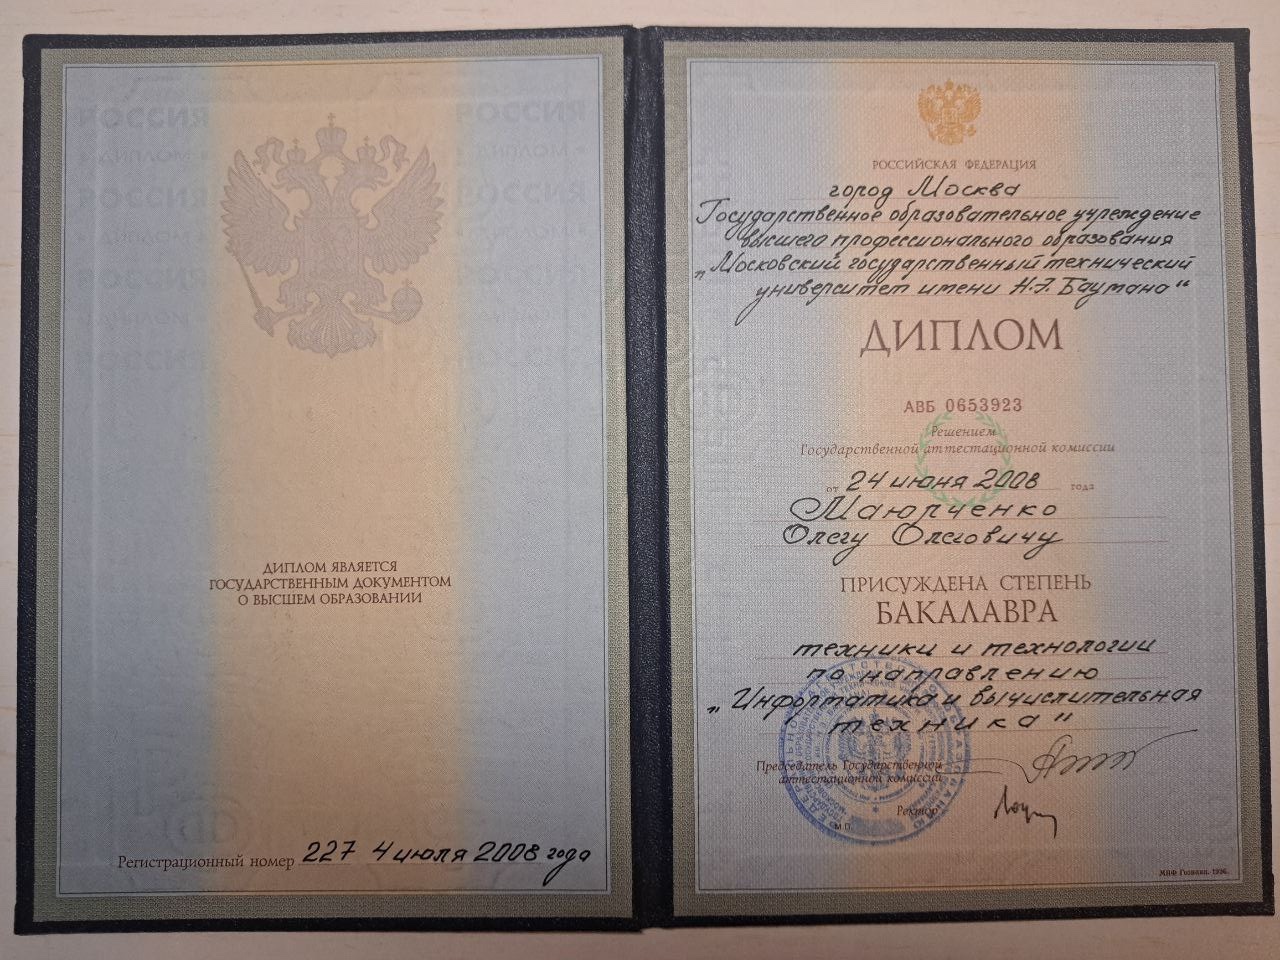 ДИПЛОМ ЯВЛЯЕТСЯ
ГОСУДАРСТВЕННЫМ ДОКУМЕНТОМ
О ВЫСШЕМ ОБРАЗОВАНИИ
Регистрационный номер 227 4 июля 2008 года
РОССИЙСКАЯ ФЕДЕРАЦИЯ
город Москва
Государственное образовательное учреждение
высшего профессионального образования
„Московский государственный технический
университет имени Н.Э. Баумана"
ДИПЛОМ
АВБ 0653923
Решением
Государственной аттестационной комиссии
от 24 июня 2008 года
Маюрченко
Олегу Олеговичу
ПРИСУЖДЕНА СТЕПЕНЬ
БАКАЛАВРА
техники и технологии
по направлению
„Информатика и вычислительная
техника"
Председатель Государственной
аттестационной комиссии
Ректор
М.П.
МПФ Гознака. 1996.